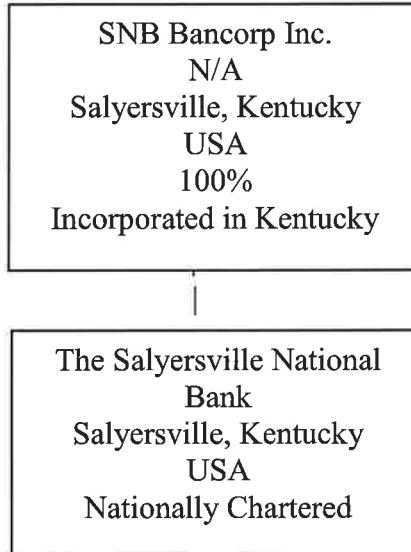 SNB Bancorp Inc.
N/A
Salyersville, Kentucky
USA
100%
Incorporated in Kentucky
The Salyersville National
Bank
Salyersville, Kentucky
USA
Nationally Chartered